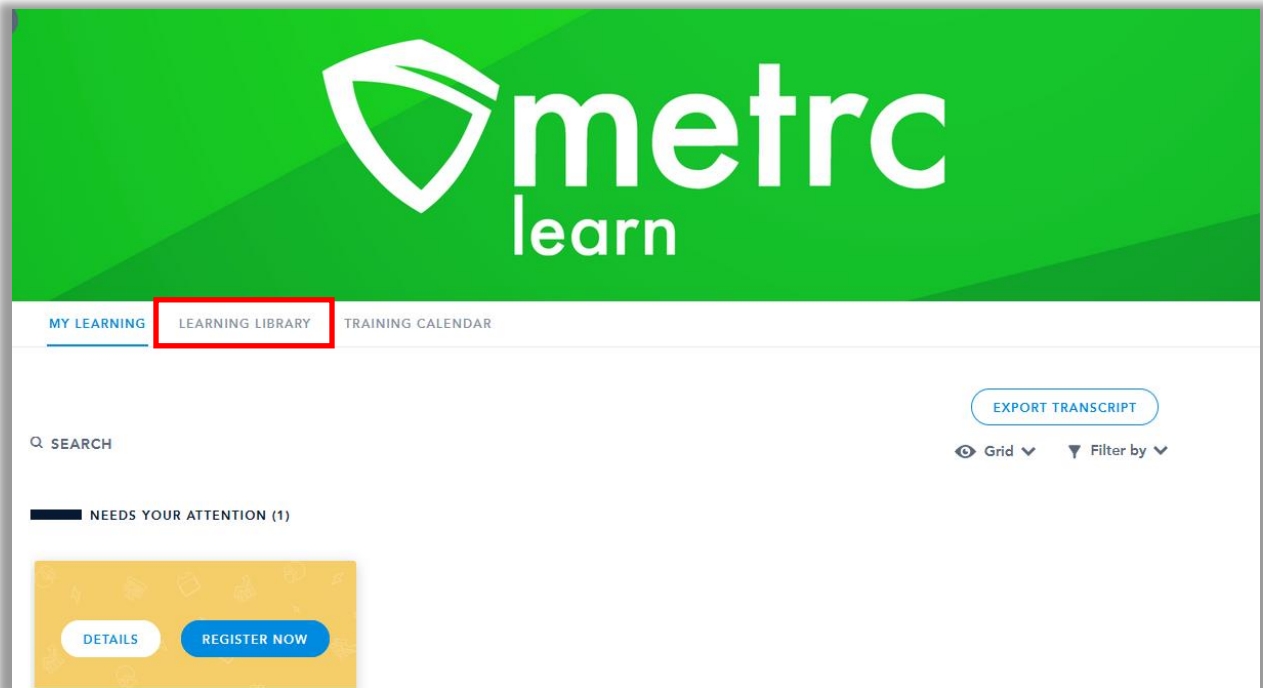 metrc
learn
MY LEARNING LEARNING LIBRARY TRAINING CALENDAR
EXPORT TRANSCRIPT
SEARCH
Grid Filter by
NEEDS YOUR ATTENTION (1)
DETAILS REGISTER NOW